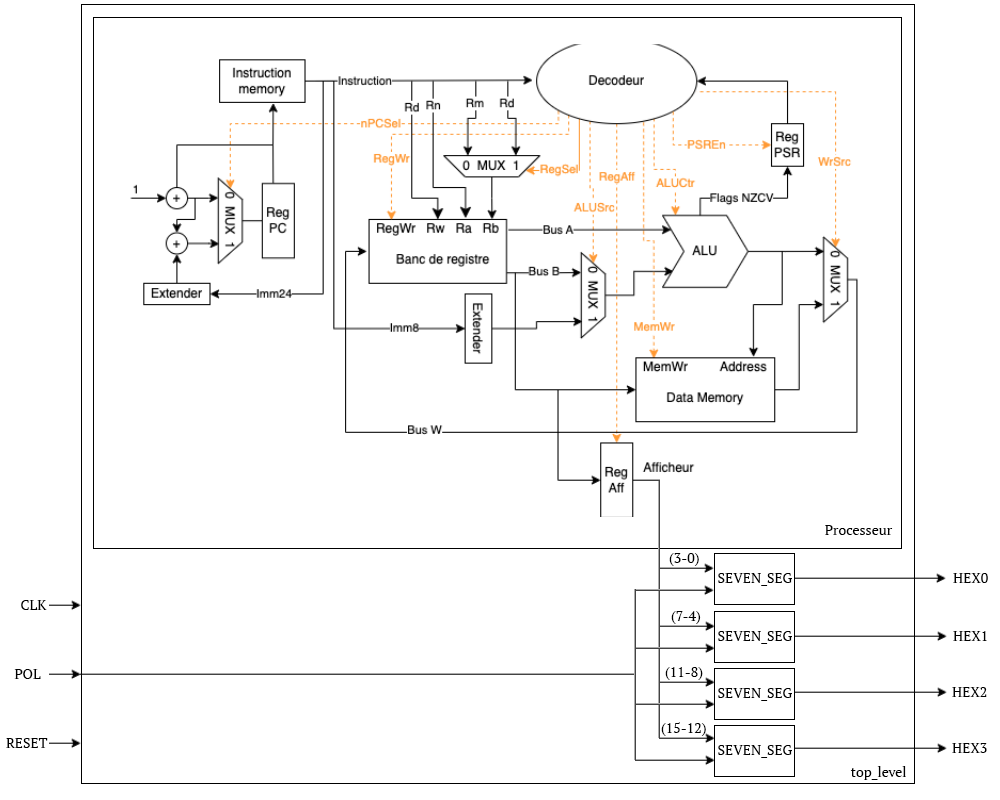 Instruction
memory
Instruction
Decodeur
Rd
Rn
Rm
Rd
nPCSel
RegWr
0 MUX 1
RegSel
RegAff
ALUSrc
ALUCtr
PSREn
Reg
PSR
WrSrc
Flags NZCV
1
+
+
0 MUX 1
Reg
PC
Extender
Imm24
RegWr Rw Ra Rb
Banc de registre
Bus A
Bus B
0 MUX 1
ALU
0 MUX 1
Imm8
Extender
MemWr
MemWr Address
Data Memory
Bus W
Reg
Aff
Afficheur
Processeur
(3-0)
SEVEN_SEG
HEX0
CLK
(7-4)
SEVEN_SEG
HEX1
POL
(11-8)
SEVEN_SEG
HEX2
RESET
(15-12)
SEVEN_SEG
HEX3
top_level